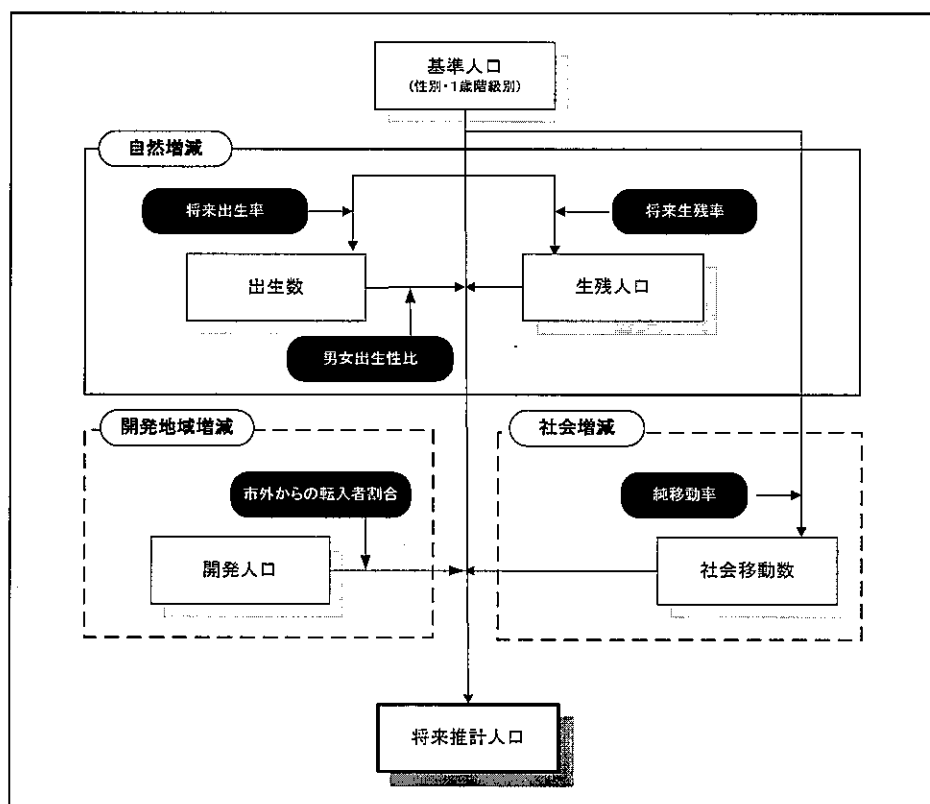 基準人口
(性別・1歳階級別)
自然増減
将来出生率
将来生残率
出生数
生残人口
男女出生性比
開発地域増減
社会増減
市外からの転入者割合
純移動率
開発人口
社会移動数
将来推計人口